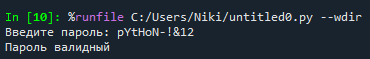 In [10]: %runfile C:/Users/Niki/untitled0.py --wdir
Введите пароль: pYtHoN-!&12
Пароль валидный